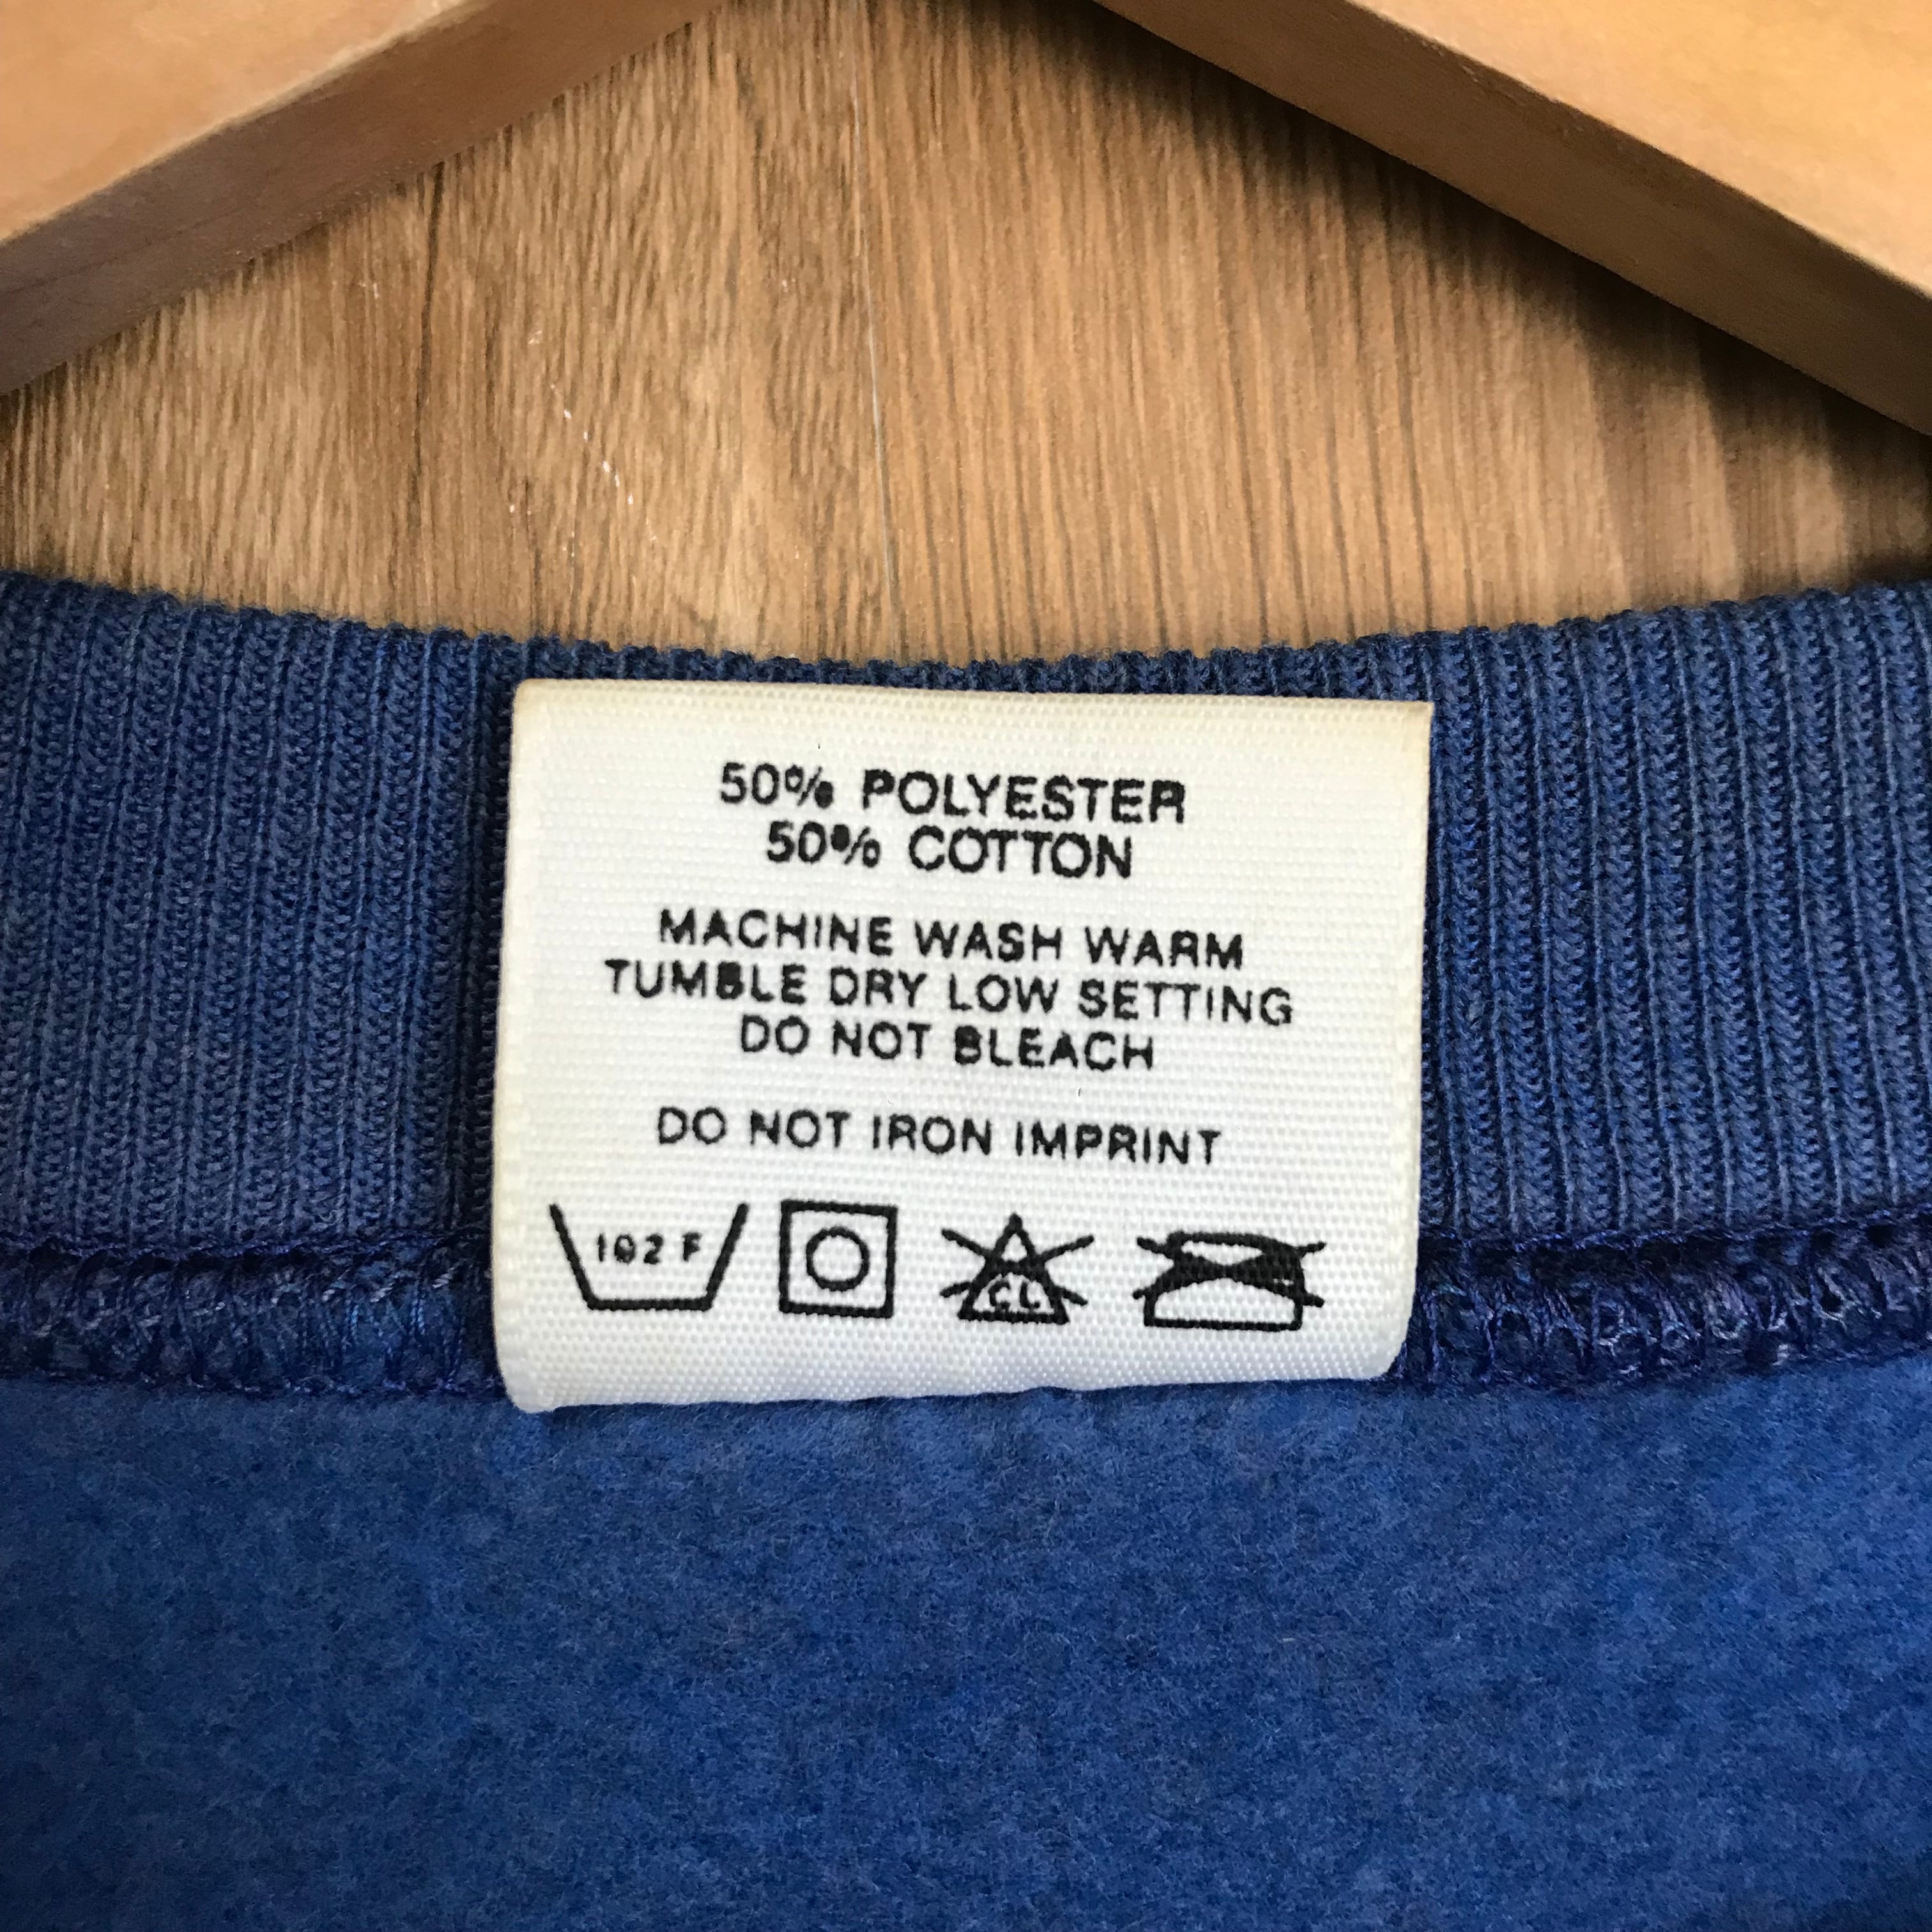 50% POLYESTER
50% COTTON
MACHINE WASH WARM
TUMBLE DRY LOW SETTING
DO NOT BLEACH
DO NOT IRON IMPRINT
102 F CL